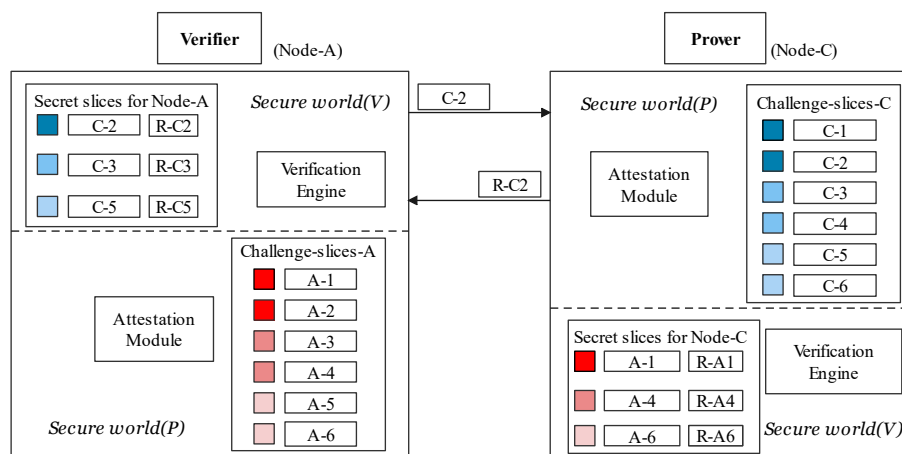 Verifier
(Node-A)
Prover
(Node-C)
Secret slices for Node-A
C-2 R-C2
C-3 R-C3
C-5 R-C5
Secure world(V)
Verification
Engine
C-2
R-C2
Secure world(P)
Attestation
Module
Challenge-slices-C
C-1
C-2
C-3
C-4
C-5
C-6
Challenge-slices-A
A-1
A-2
A-3
A-4
A-5
A-6
Attestation
Module
Secure world(P)
Secret slices for Node-C
A-1 R-A1
A-4 R-A4
A-6 R-A6
Verification
Engine
Secure world(V)